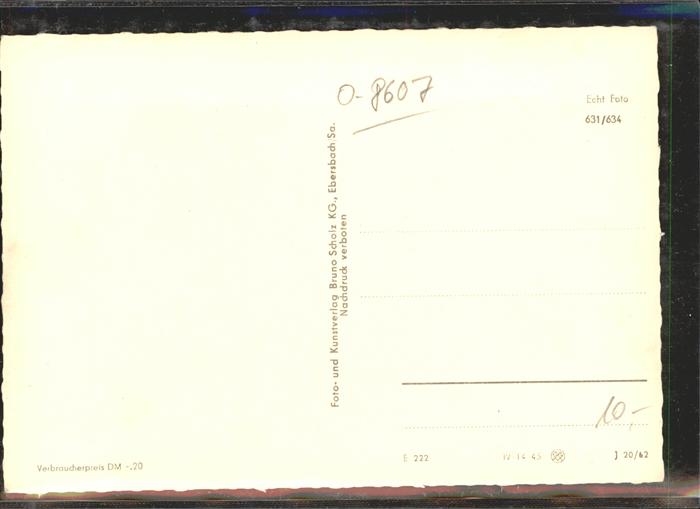 O-8607
Echt Foto
631/634
Foto- und Kunstverlag Bruno Scholz KG., Ebersbach/Sa.
Nachdruck verboten
10,-
E 222 IV-14-45 J 20/62
Verbraucherpreis DM -.20